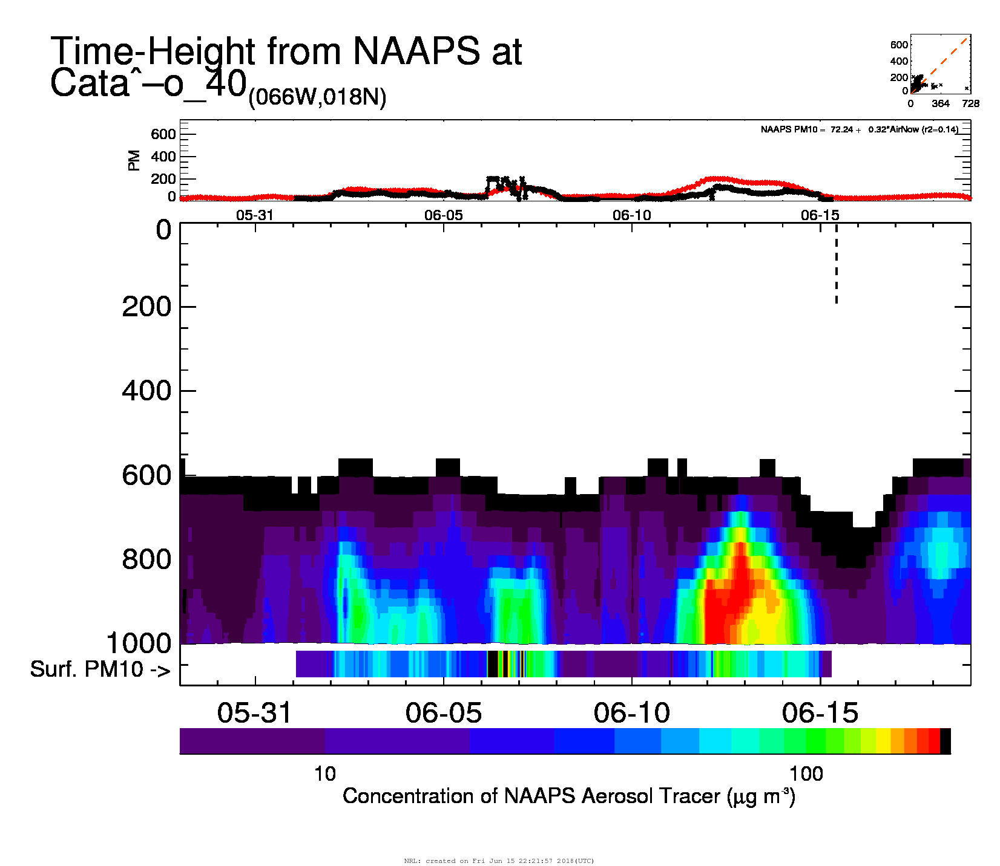 Time-Height from NAAPS at
Cataˆ–o_40(066W,018N)
600
400
200
0
0 364 728
NAAPS PM10 = 72.24 + 0.32*AirNow (r2=0.14)
PM
600
400
200
0
05-31 06-05 06-10 06-15
0
200
400
600
800
1000
Surf. PM10 ->
05-31 06-05 06-10 06-15
10 100
Concentration of NAAPS Aerosol Tracer (µg m⁻³)
NRL: created on Fri Jun 15 22:21:57 2018(UTC)